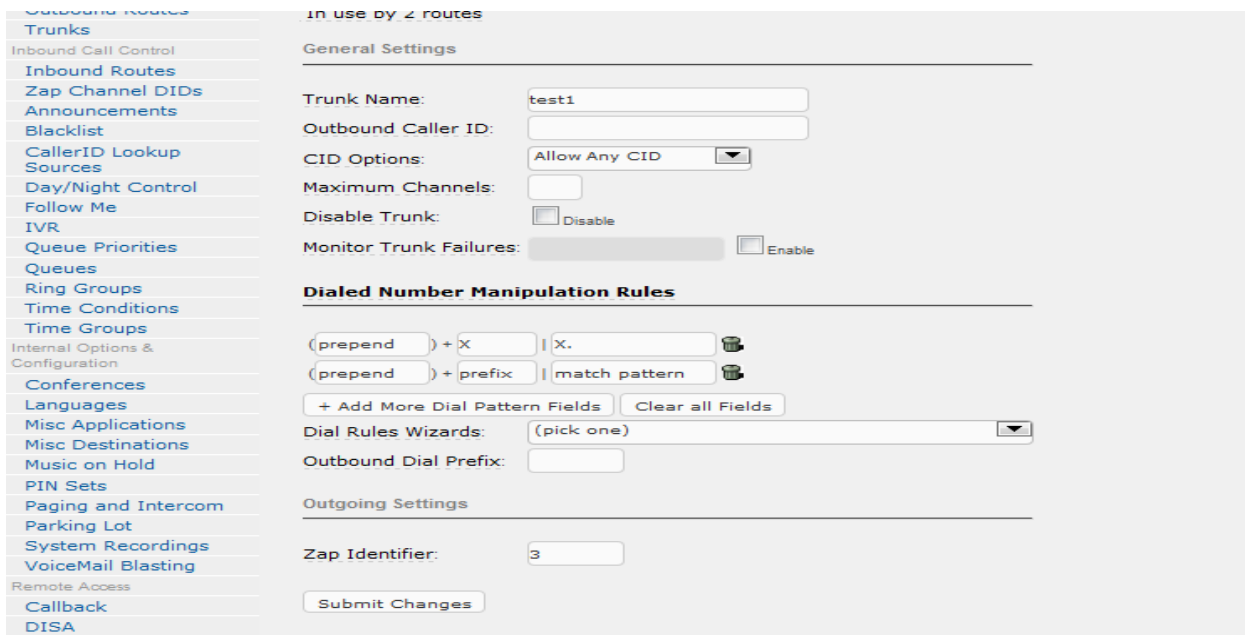 Outbound Routes
Trunks
Inbound Call Control
Inbound Routes
Zap Channel DIDs
Announcements
Blacklist
CallerID Lookup
Sources
Day/Night Control
Follow Me
IVR
Queue Priorities
Queues
Ring Groups
Time Conditions
Time Groups
Internal Options &
Configuration
Conferences
Languages
Misc Applications
Misc Destinations
Music on Hold
PIN Sets
Paging and Intercom
Parking Lot
System Recordings
VoiceMail Blasting
Remote Access
Callback
DISA
In use by 2 routes
General Settings
Trunk Name: test1
Outbound Caller ID:
CID Options: Allow Any CID
Maximum Channels:
Disable Trunk: Disable
Monitor Trunk Failures: Enable
Dialed Number Manipulation Rules
(prepend ) + X | X.
(prepend ) + prefix | match pattern
+ Add More Dial Pattern Fields Clear all Fields
Dial Rules Wizards: (pick one)
Outbound Dial Prefix:
Outgoing Settings
Zap Identifier: 3
Submit Changes